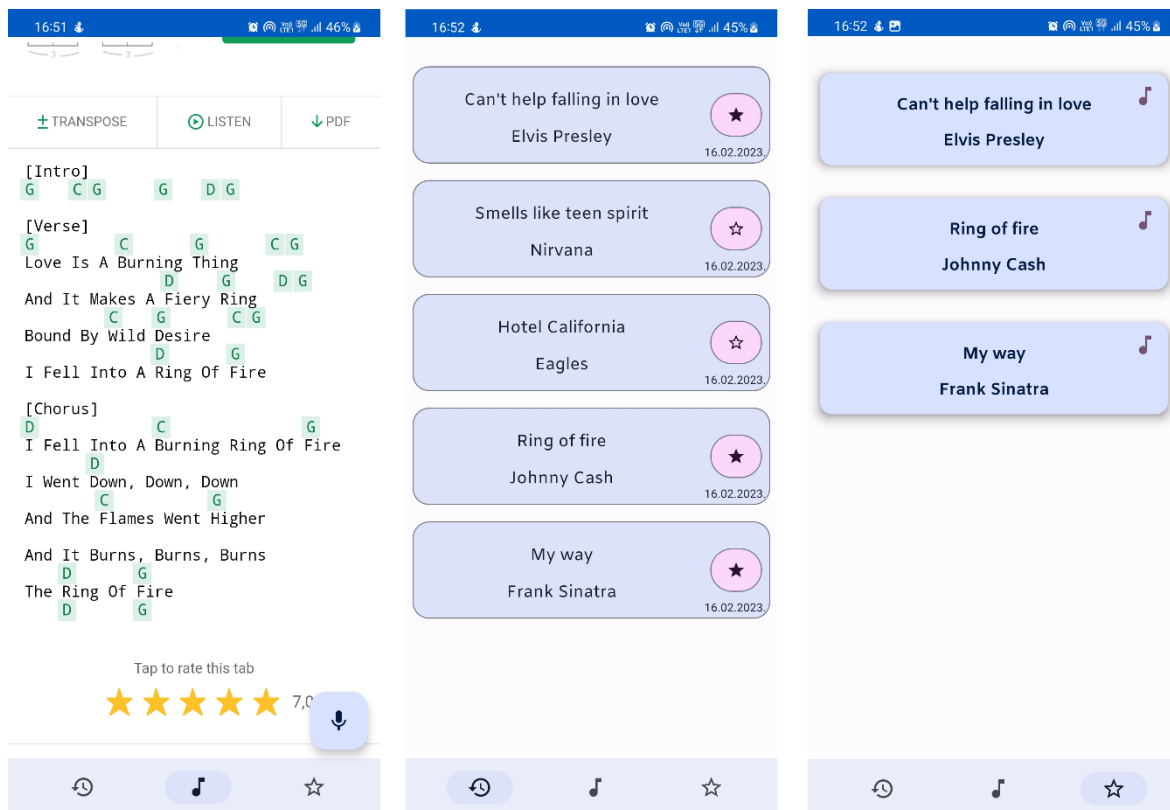 16:51
46%
3
3
TRANSPOSE
LISTEN
PDF
[Intro]
G C G G D G
[Verse]
G C G C G
Love Is A Burning Thing
D G D G
And It Makes A Fiery Ring
C G C G
Bound By Wild Desire
D G
I Fell Into A Ring Of Fire
[Chorus]
D C G
I Fell Into A Burning Ring Of Fire
D
I Went Down, Down, Down
C G
And The Flames Went Higher
And It Burns, Burns, Burns
D G
The Ring Of Fire
D G
Tap to rate this tab
7,0
16:52
45%
Can't help falling in love
Elvis Presley
16.02.2023.
Smells like teen spirit
Nirvana
16.02.2023.
Hotel California
Eagles
16.02.2023.
Ring of fire
Johnny Cash
16.02.2023.
My way
Frank Sinatra
16.02.2023.
16:52
45%
Can't help falling in love
Elvis Presley
Ring of fire
Johnny Cash
My way
Frank Sinatra